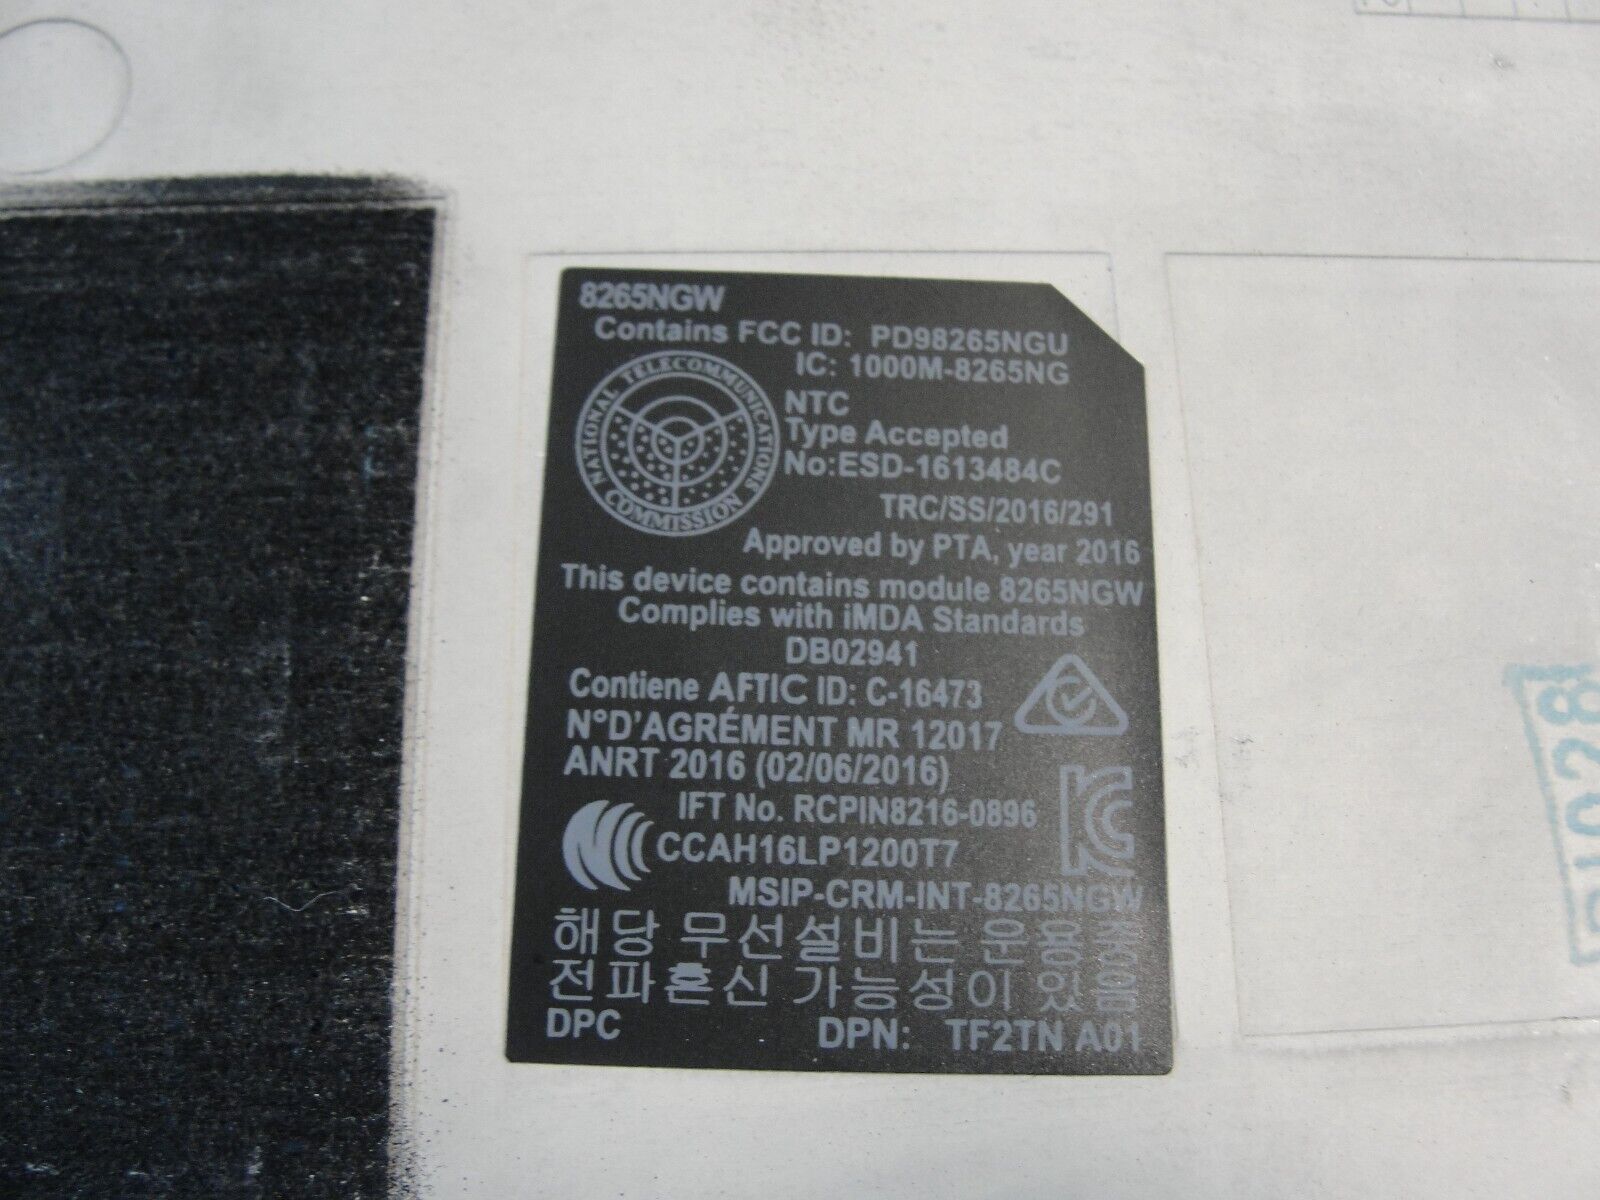 8265NGW
Contains FCC ID: PD98265NGU
IC: 1000M-8265NG
NATIONAL TELECOMMUNICATIONS COMMISSION
NTC
Type Accepted
No:ESD-1613484C
TRC/SS/2016/291
Approved by PTA, year 2016
This device contains module 8265NGW
Complies with iMDA Standards
DB02941
Contiene AFTIC ID: C-16473
N°D'AGRÉMENT MR 12017
ANRT 2016 (02/06/2016)
IFT No. RCPIN8216-0896
CCAH16LP1200T7
MSIP-CRM-INT-8265NGW
해당 무선설비는 운용중
전파혼신 가능성이 있음
DPC DPN: TF2TN A01